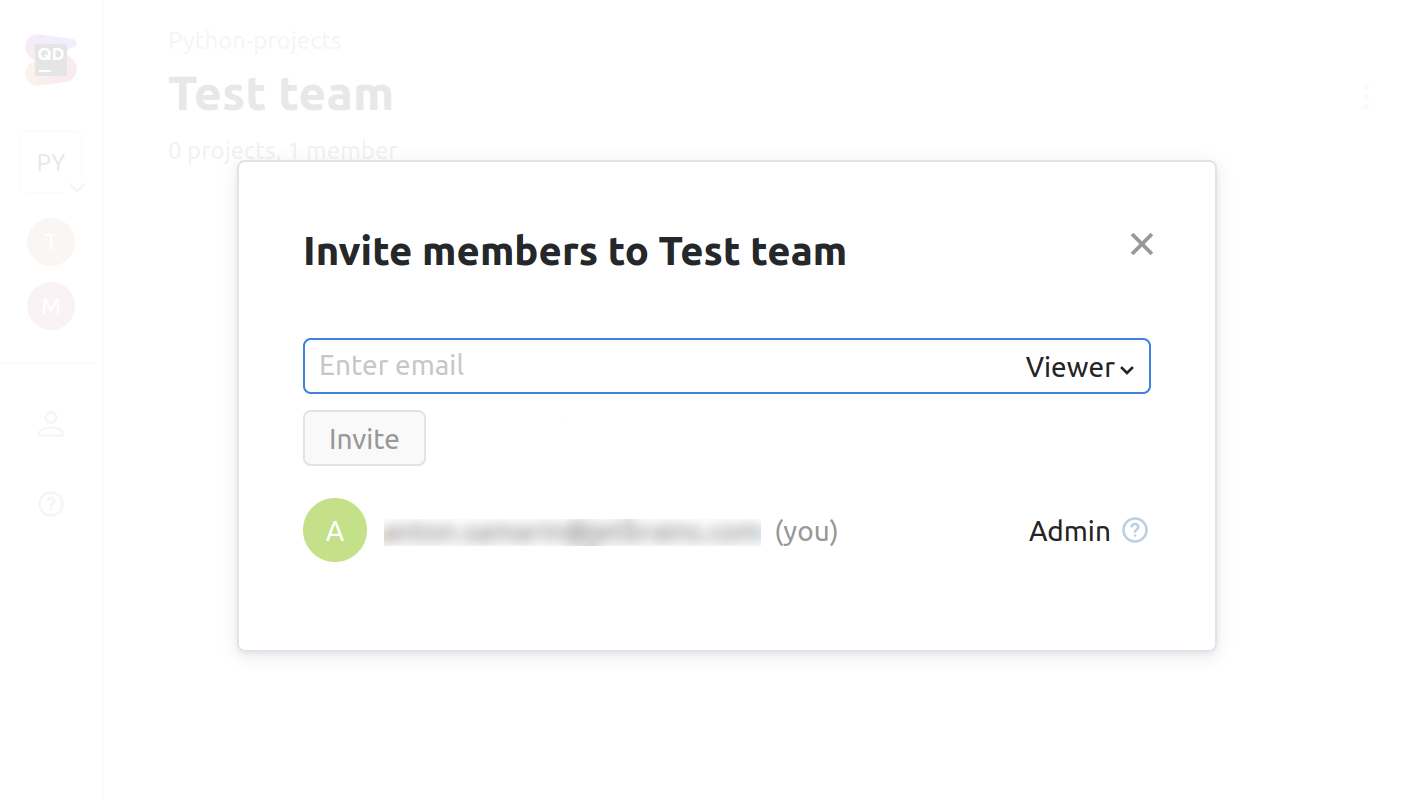 QD
Python-projects
Test team
0 projects, 1 member
PY
T
M
Invite members to Test team
Enter email
Viewer
Invite
A
(you)
Admin